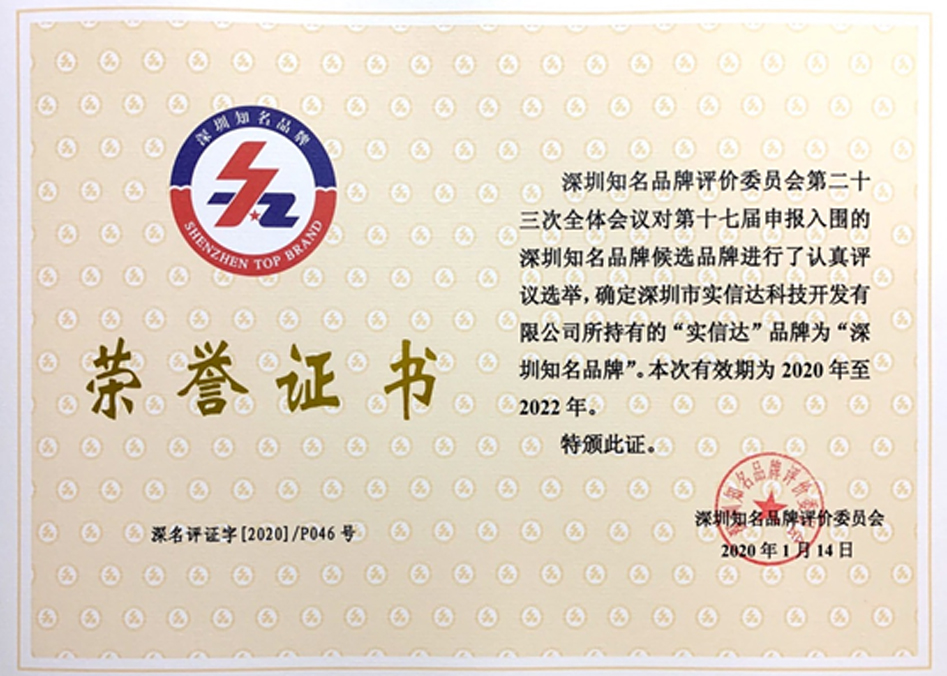 深圳知名品牌
SHENZHEN TOP BRAND
荣誉证书
深名评证字[2020]/P046号
深圳知名品牌评价委员会第二十
三次全体会议对第十七届申报入围的
深圳知名品牌候选品牌进行了认真评
议选举，确定深圳市实信达科技开发有
限公司所持有的“实信达”品牌为“深
圳知名品牌”。本次有效期为2020年至
2022年。
特颁此证。
深圳知名品牌评价委员会
2020年1月14日